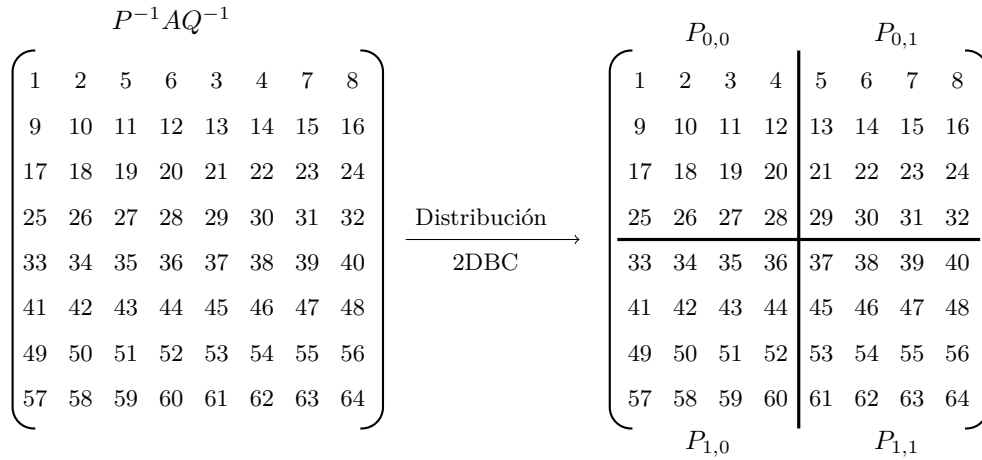 $P^{-1}AQ^{-1}$
1 2 5 6 3 4 7 8
9 10 11 12 13 14 15 16
17 18 19 20 21 22 23 24
25 26 27 28 29 30 31 32
33 34 35 36 37 38 39 40
41 42 43 44 45 46 47 48
49 50 51 52 53 54 55 56
57 58 59 60 61 62 63 64
Distribución
2DBC
$P_{0,0}$ $P_{0,1}$
1 2 3 4 5 6 7 8
9 10 11 12 13 14 15 16
17 18 19 20 21 22 23 24
25 26 27 28 29 30 31 32
33 34 35 36 37 38 39 40
41 42 43 44 45 46 47 48
49 50 51 52 53 54 55 56
57 58 59 60 61 62 63 64
$P_{1,0}$ $P_{1,1}$